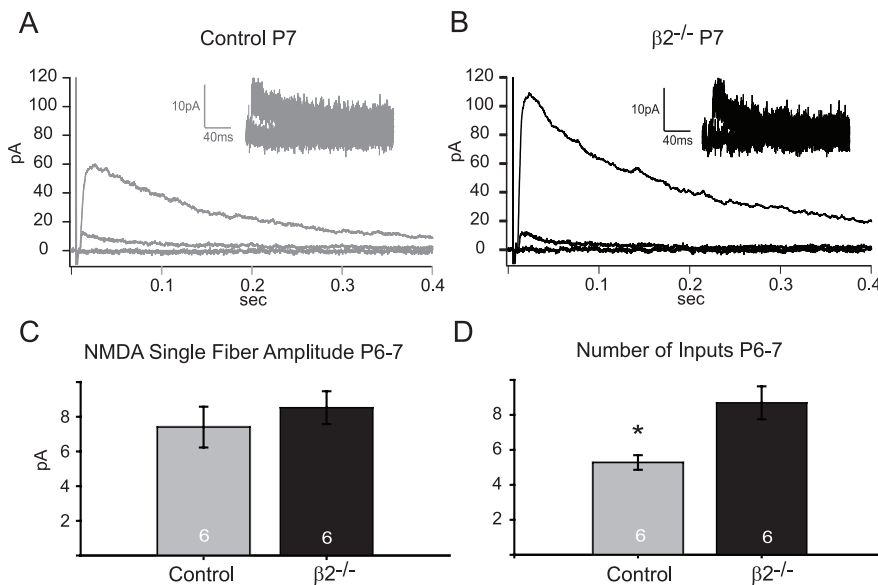 A
Control P7
120
100
80
60
40
20
0
pA
10pA
40ms
0.1
0.2
0.3
0.4
sec
B
β2-/- P7
120
100
80
60
40
20
0
pA
10pA
40ms
0.1
0.2
0.3
0.4
sec
C
NMDA Single Fiber Amplitude P6-7
8
6
4
2
pA
6
6
Control
β2-/-
D
Number of Inputs P6-7
8
6
4
2
*
6
6
Control
β2-/-